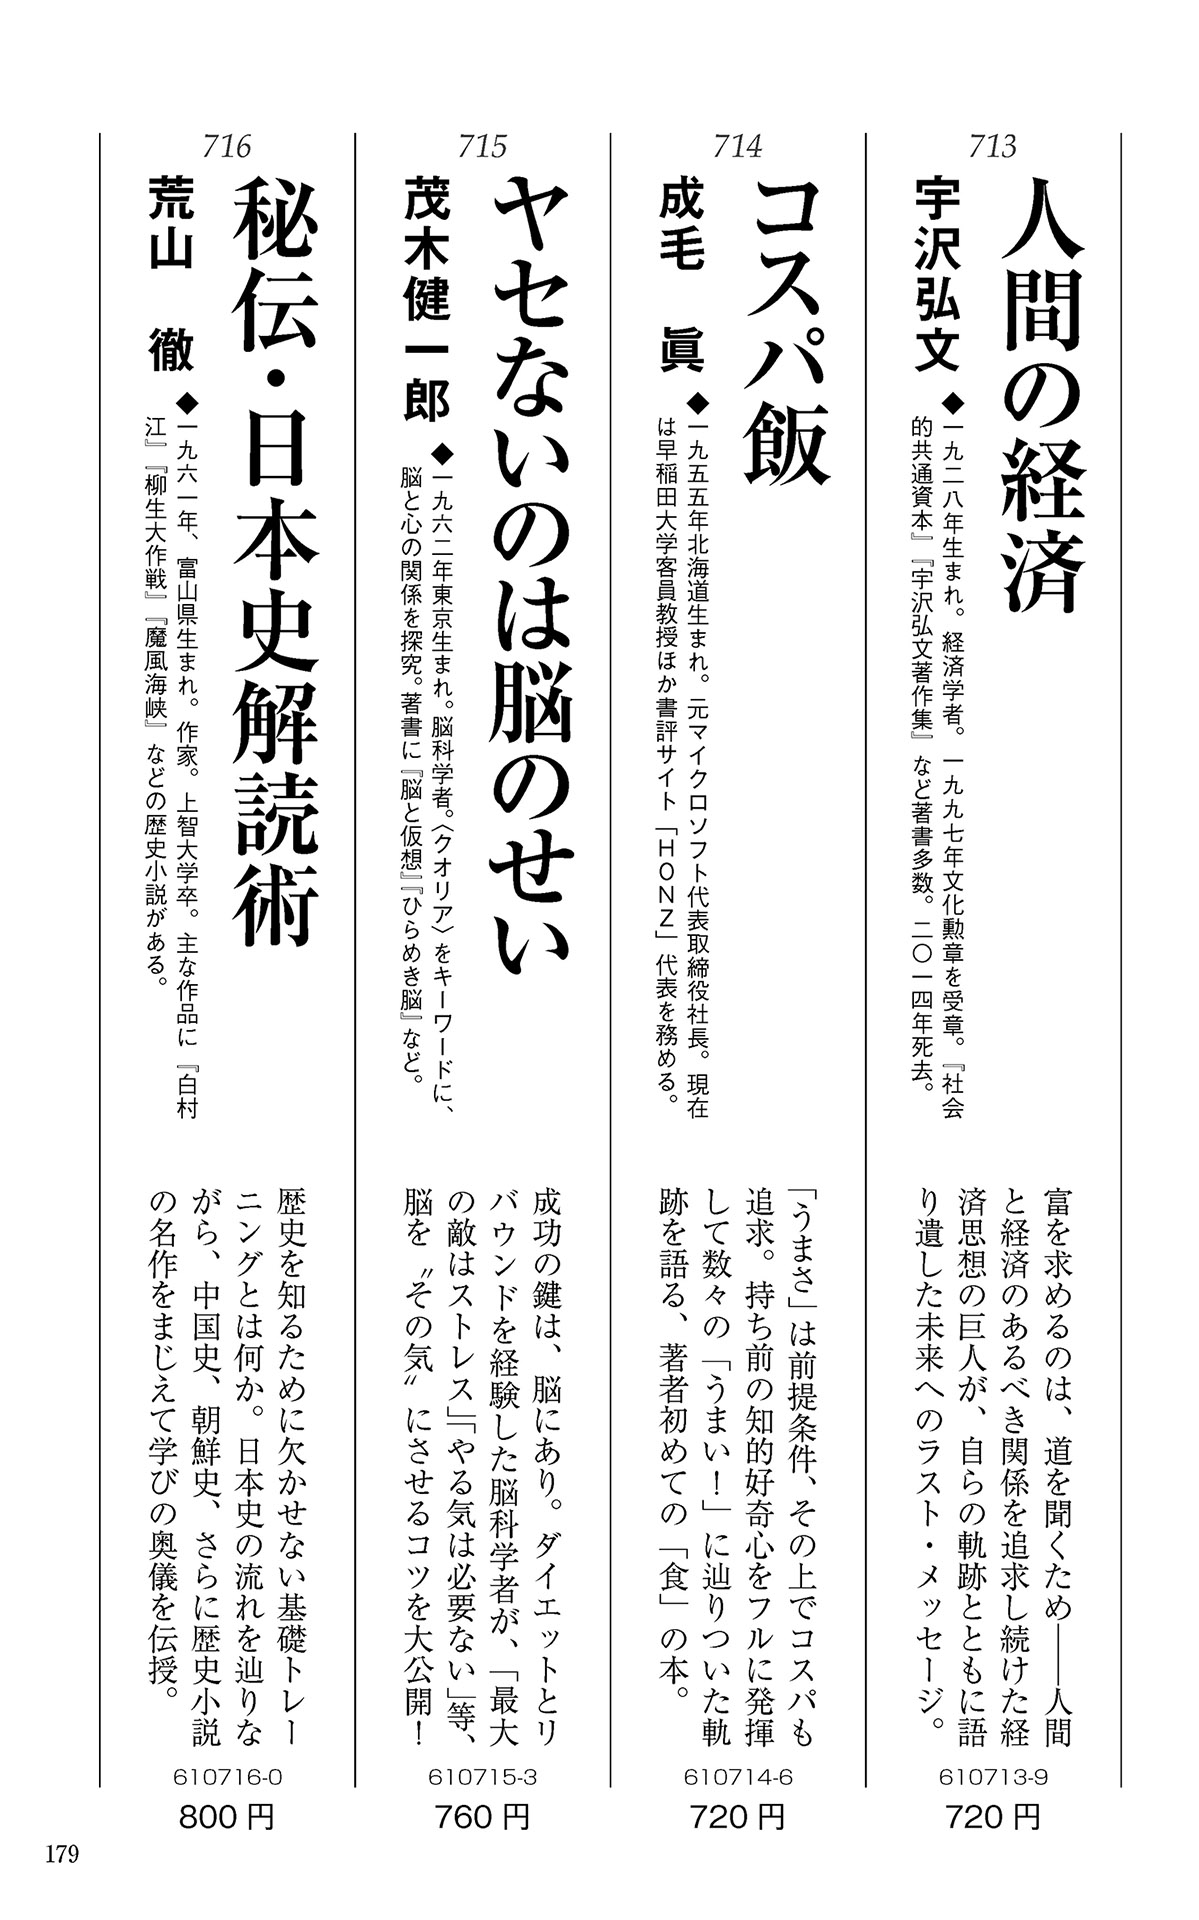 713
人間の経済
宇沢弘文
◆一九二八年生まれ。経済学者。一九九七年文化勲章を受章。『社会
的共通資本』『宇沢弘文著作集』など著書多数。二〇一四年死去。
富を求めるのは、道を聞くため――人間
と経済のあるべき関係を追求し続けた経
済思想の巨人が、自らの軌跡とともに語
り遺した未来へのラスト・メッセージ。
610713-9
720円
714
コスパ飯
成毛　眞
◆一九五五年北海道生まれ。元マイクロソフト代表取締役社長。現在
は早稲田大学客員教授ほか書評サイト「HONZ」代表を務める。
「うまさ」は前提条件、その上でコスパも
追求。持ち前の知的好奇心をフルに発揮
して数々の「うまい！」に辿りついた軌
跡を語る、著者初めての「食」の本。
610714-6
720円
715
ヤセないのは脳のせい
茂木健一郎
◆一九六二年東京生まれ。脳科学者。〈クオリア〉をキーワードに、
脳と心の関係を探究。著書に『脳と仮想』『ひらめき脳』など。
成功の鍵は、脳にあり。ダイエットとリ
バウンドを経験した脳科学者が、「最大
の敵はストレス」「やる気は必要ない」等、
脳を〝その気〟にさせるコツを大公開！
610715-3
760円
716
秘伝・日本史解読術
荒山　徹
◆一九六一年、富山県生まれ。作家。上智大学卒。主な作品に『白村
江』『柳生大作戦』『魔風海峡』などの歴史小説がある。
歴史を知るために欠かせない基礎トレー
ニングとは何か。日本史の流れを辿りな
がら、中国史、朝鮮史、さらに歴史小説
の名作をまじえて学びの奥儀を伝授。
610716-0
800円
179